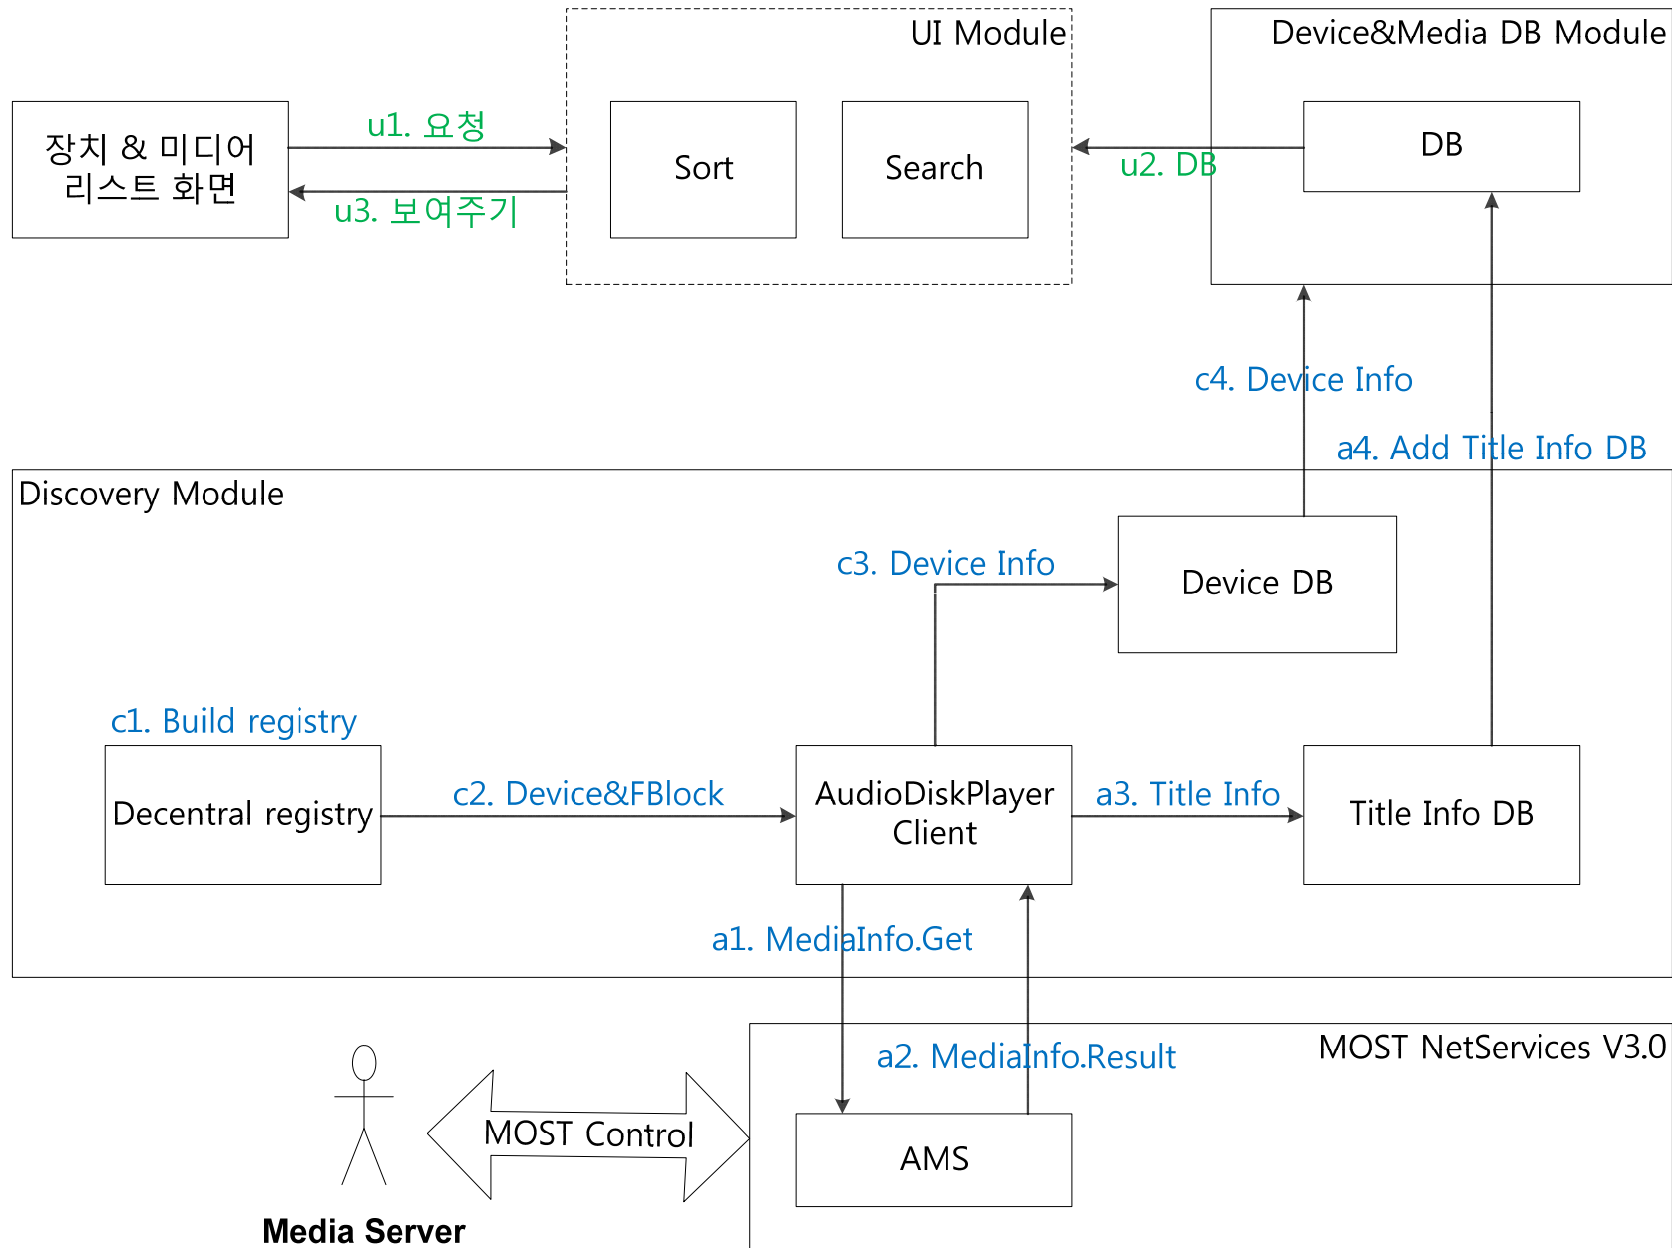 UI Module
Device&Media DB Module
장치 & 미디어
리스트 화면
u1. 요청
u3. 보여주기
Sort
Search
u2. DB
DB
c4. Device Info
a4. Add Title Info DB
Discovery Module
c3. Device Info
Device DB
c1. Build registry
Decentral registry
c2. Device&FBlock
AudioDiskPlayer
Client
a3. Title Info
Title Info DB
a1. MediaInfo.Get
a2. MediaInfo.Result
MOST NetServices V3.0
MOST Control
AMS
Media Server